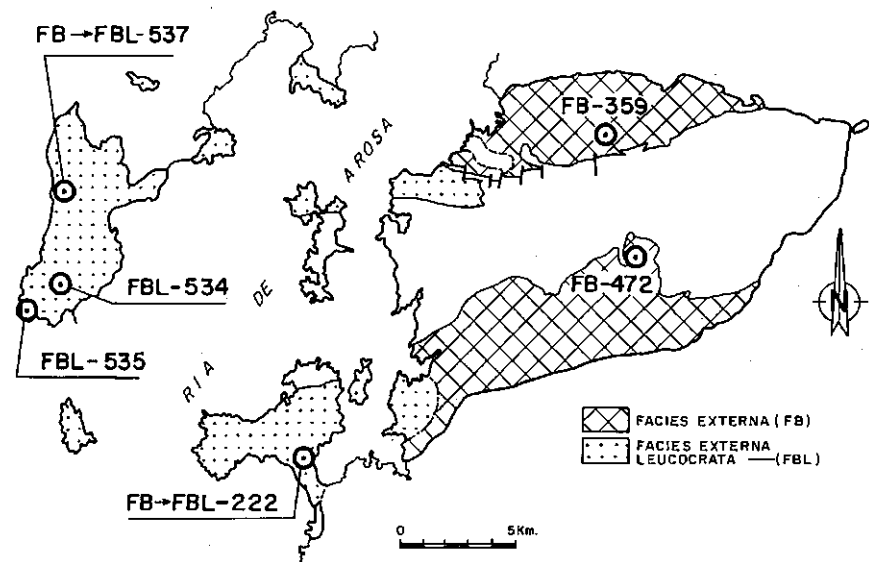 FB→FBL-537
FB-359
AROSA
DE
RIA
FBL-534
FBL-535
FB-472
N
FACIES EXTERNA (FB)
FACIES EXTERNA
LEUCOCRATA —(FBL)
FB→FBL-222
0 5Km.